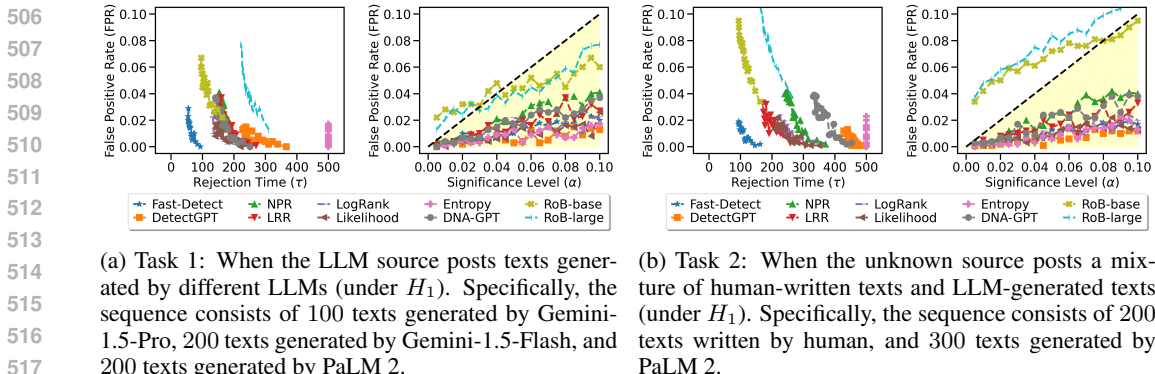 506
507
508
509
510
511
512
513
514
515
516
517
False Positive Rate (FPR)
0.10
0.08
0.06
0.04
0.02
0.00
0 100 200 300 400 500
Rejection Time (τ)
False Positive Rate (FPR)
0.10
0.08
0.06
0.04
0.02
0.00
0.00 0.02 0.04 0.06 0.08 0.10
Significance Level (α)
Fast-Detect NPR LogRank Entropy RoB-base
DetectGPT LRR Likelihood DNA-GPT RoB-large
(a) Task 1: When the LLM source posts texts gener-
ated by different LLMs (under H₁). Specifically, the
sequence consists of 100 texts generated by Gemini-
1.5-Pro, 200 texts generated by Gemini-1.5-Flash, and
200 texts generated by PaLM 2.
False Positive Rate (FPR)
0.10
0.08
0.06
0.04
0.02
0.00
0 100 200 300 400 500
Rejection Time (τ)
False Positive Rate (FPR)
0.10
0.08
0.06
0.04
0.02
0.00
0.00 0.02 0.04 0.06 0.08 0.10
Significance Level (α)
Fast-Detect NPR LogRank Entropy RoB-base
DetectGPT LRR Likelihood DNA-GPT RoB-large
(b) Task 2: When the unknown source posts a mix-
ture of human-written texts and LLM-generated texts
(under H₁). Specifically, the sequence consists of 200
texts written by human, and 300 texts generated by
PaLM 2.